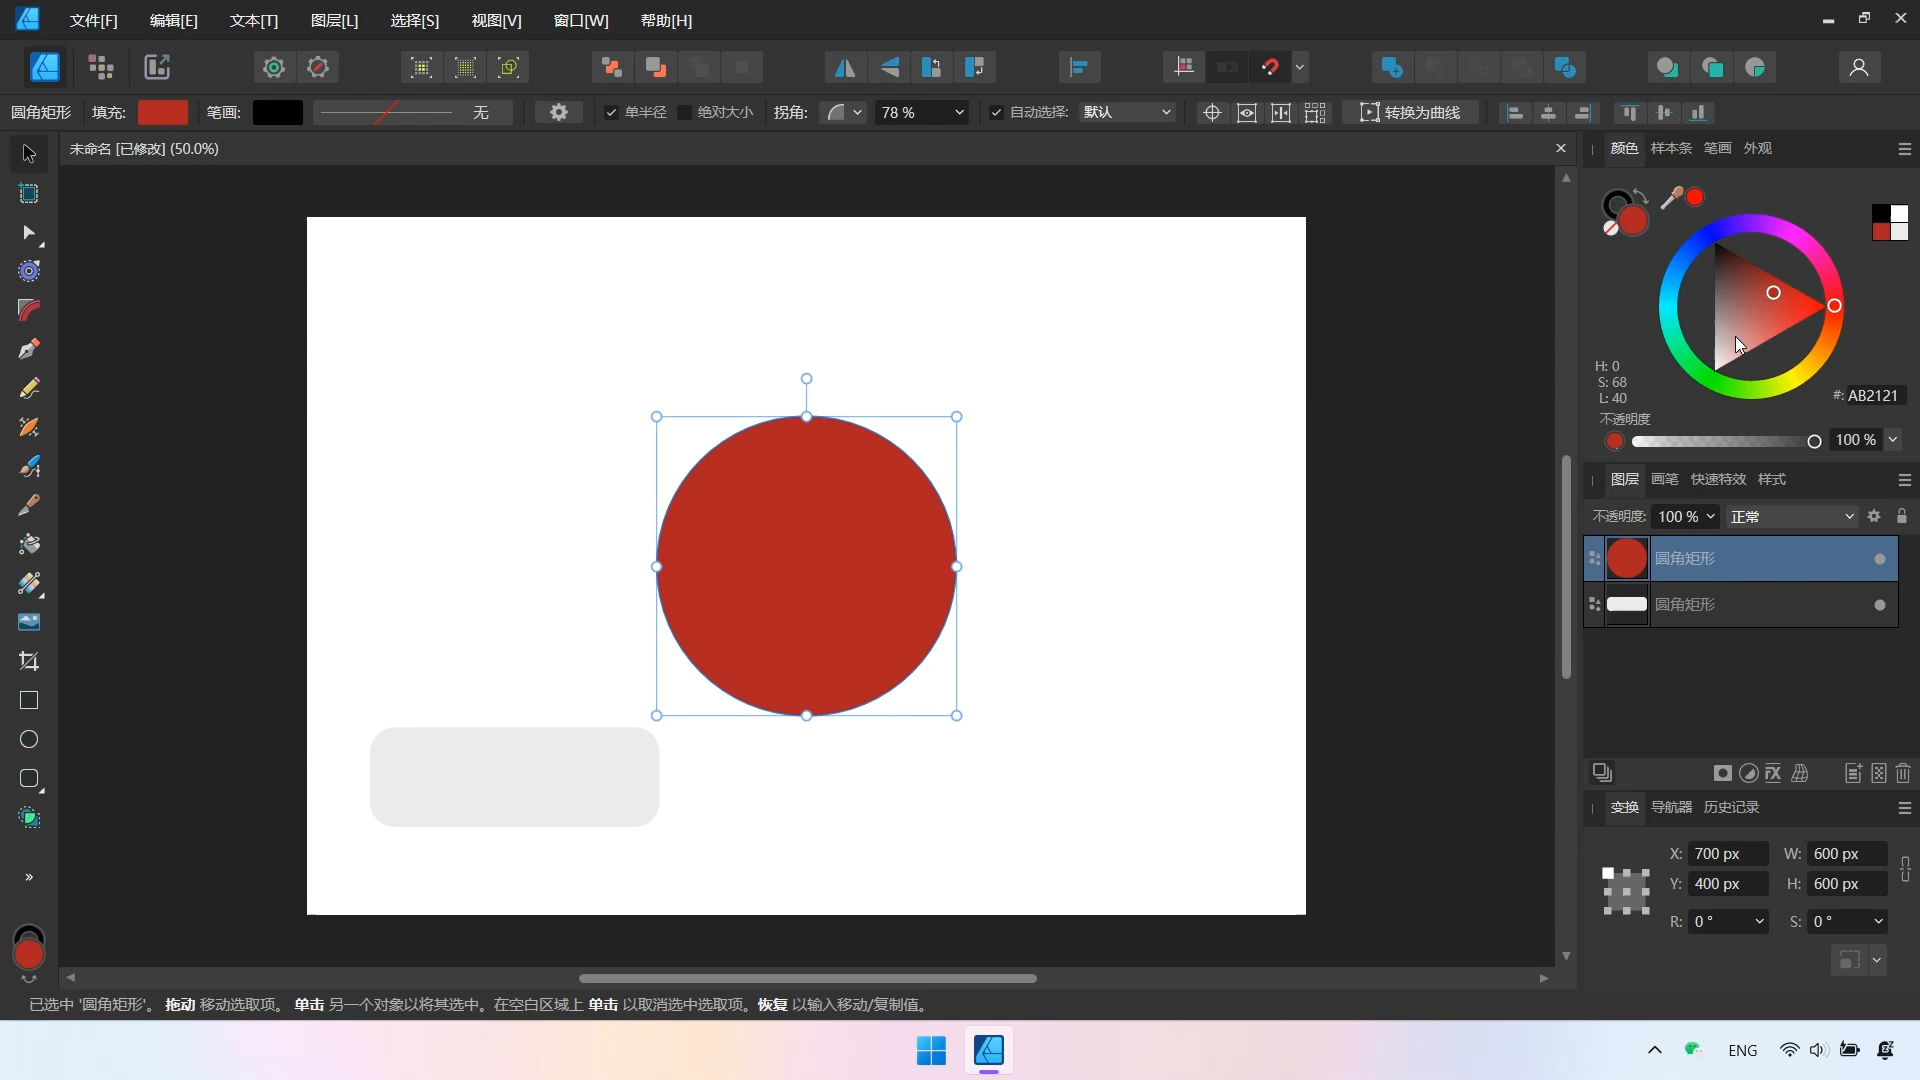 文件[F] 编辑[E] 文本[T] 图层[L] 选择[S] 视图[V] 窗口[W] 帮助[H]
圆角矩形 填充: 笔画: 无 单半径 绝对大小 拐角: 78 % 自动选择: 默认 转换为曲线
未命名 [已修改] (50.0%)
颜色 样本条 笔画 外观
H: 0
S: 68
L: 40
#: AB2121
不透明度
100 %
图层 画笔 快速特效 样式
不透明度: 100 % 正常
圆角矩形
圆角矩形
变换 导航器 历史记录
X: 700 px W: 600 px
Y: 400 px H: 600 px
R: 0 ° S: 0 °
已选中 '圆角矩形'。 拖动 移动选取项。 单击 另一个对象以将其选中。在空白区域上 单击 以取消选中选取项。恢复 以输入移动/复制值。
ENG